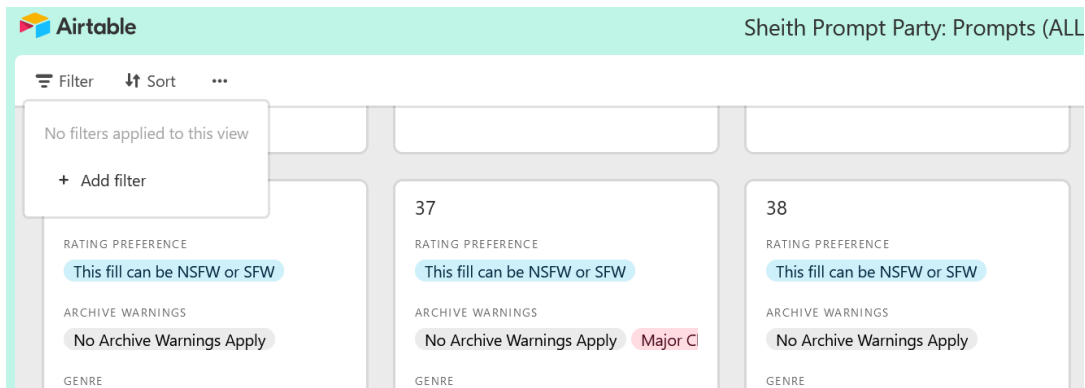 Airtable
Sheith Prompt Party: Prompts (ALL
Filter
Sort
No filters applied to this view
+ Add filter
37
38
RATING PREFERENCE
RATING PREFERENCE
RATING PREFERENCE
This fill can be NSFW or SFW
This fill can be NSFW or SFW
This fill can be NSFW or SFW
ARCHIVE WARNINGS
ARCHIVE WARNINGS
ARCHIVE WARNINGS
No Archive Warnings Apply
No Archive Warnings Apply
Major
No Archive Warnings Apply
GENRE
GENRE
GENRE